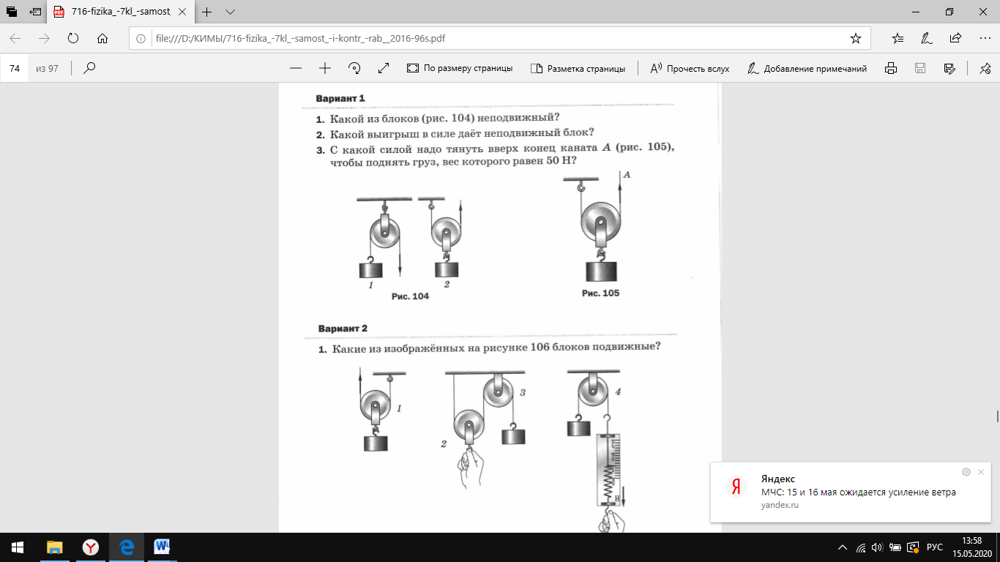 716-fizika_-7kl_-samost_
file:///D:/КИМЫ/716-fizika_-7kl_-samost_-i-kontr_-rab__2016-96s.pdf
74 из 97 По размеру страницы Разметка страницы Прочесть вслух Добавление примечаний
Вариант 1
1. Какой из блоков (рис. 104) неподвижный?
2. Какой выигрыш в силе даёт неподвижный блок?
3. С какой силой надо тянуть вверх конец каната А (рис. 105),
чтобы поднять груз, вес которого равен 50 Н?
А
1 2
Рис. 104
Рис. 105
Вариант 2
1. Какие из изображённых на рисунке 106 блоков подвижные?
1
2
3
4
Н
Яндекс
МЧС: 15 и 16 мая ожидается усиление ветра
yandex.ru
РУС
13:58
15.05.2020